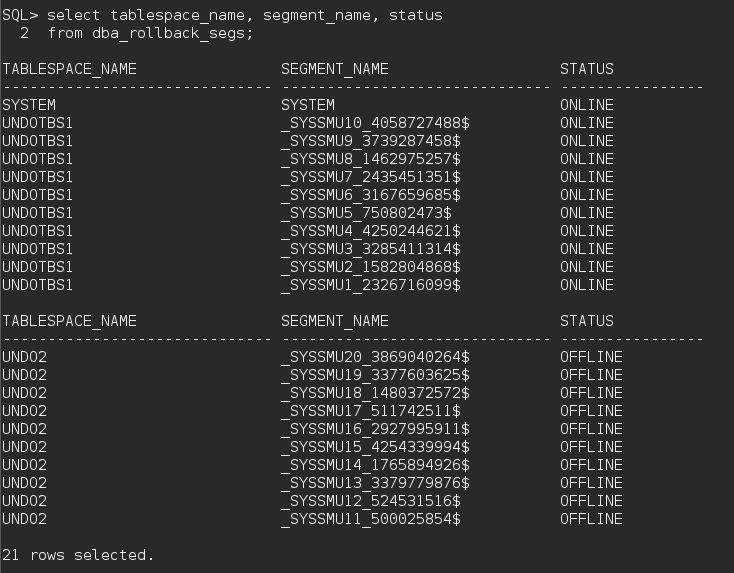 SQL> select tablespace_name, segment_name, status
  2  from dba_rollback_segs;

TABLESPACE_NAME                SEGMENT_NAME                   STATUS
------------------------------ ------------------------------ ----------------
SYSTEM                         SYSTEM                         ONLINE
UNDOTBS1                       _SYSSMU10_4058727488$          ONLINE
UNDOTBS1                       _SYSSMU9_3739287458$           ONLINE
UNDOTBS1                       _SYSSMU8_1462975257$           ONLINE
UNDOTBS1                       _SYSSMU7_2435451351$           ONLINE
UNDOTBS1                       _SYSSMU6_3167659685$           ONLINE
UNDOTBS1                       _SYSSMU5_750802473$            ONLINE
UNDOTBS1                       _SYSSMU4_4250244621$           ONLINE
UNDOTBS1                       _SYSSMU3_3285411314$           ONLINE
UNDOTBS1                       _SYSSMU2_1582804868$           ONLINE
UNDOTBS1                       _SYSSMU1_2326716099$           ONLINE

TABLESPACE_NAME                SEGMENT_NAME                   STATUS
------------------------------ ------------------------------ ----------------
UNDO2                          _SYSSMU20_3869040264$          OFFLINE
UNDO2                          _SYSSMU19_3377603625$          OFFLINE
UNDO2                          _SYSSMU18_1480372572$          OFFLINE
UNDO2                          _SYSSMU17_511742511$           OFFLINE
UNDO2                          _SYSSMU16_2927995911$          OFFLINE
UNDO2                          _SYSSMU15_4254339994$          OFFLINE
UNDO2                          _SYSSMU14_1765894926$          OFFLINE
UNDO2                          _SYSSMU13_3379779876$          OFFLINE
UNDO2                          _SYSSMU12_524531516$           OFFLINE
UNDO2                          _SYSSMU11_500025854$           OFFLINE

21 rows selected.